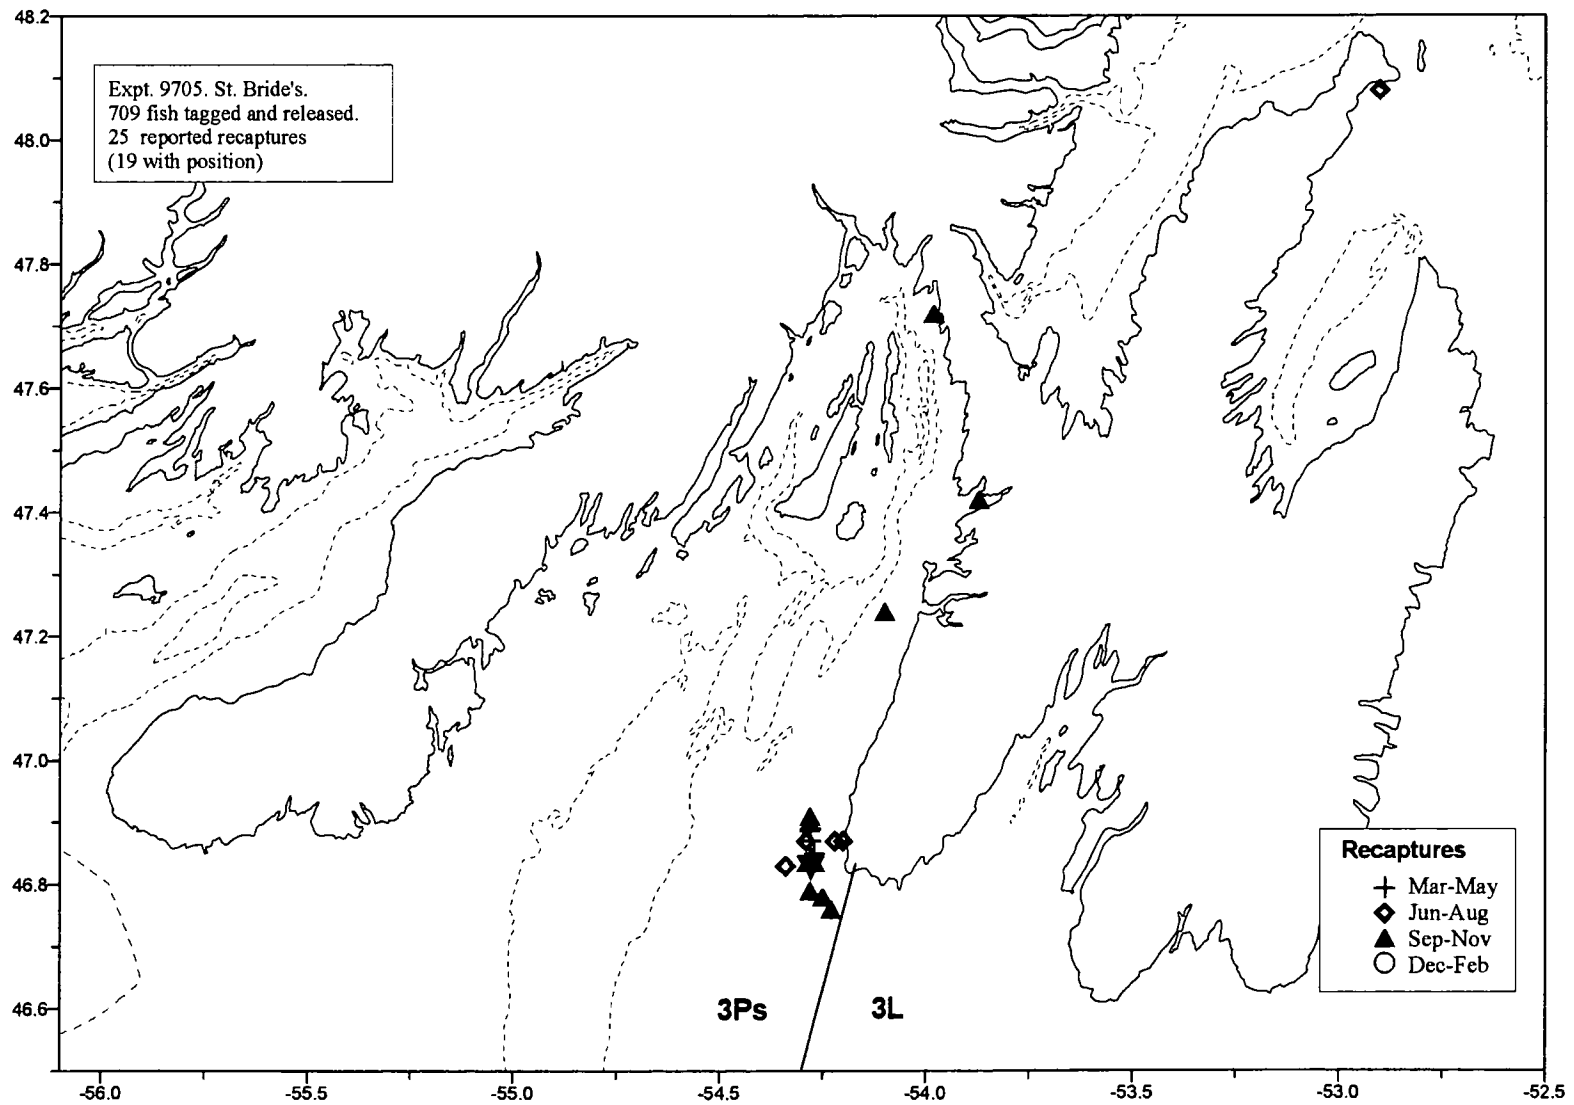 48.2
Expt. 9705. St. Bride's.
709 fish tagged and released.
25 reported recaptures
(19 with position)
48.0
47.8
47.6
47.4
47.2
47.0
46.8
46.6
Recaptures
Mar-May
Jun-Aug
Sep-Nov
Dec-Feb
3Ps
3L
-56.0
-55.5
-55.0
-54.5
-54.0
-53.5
-53.0
-52.5